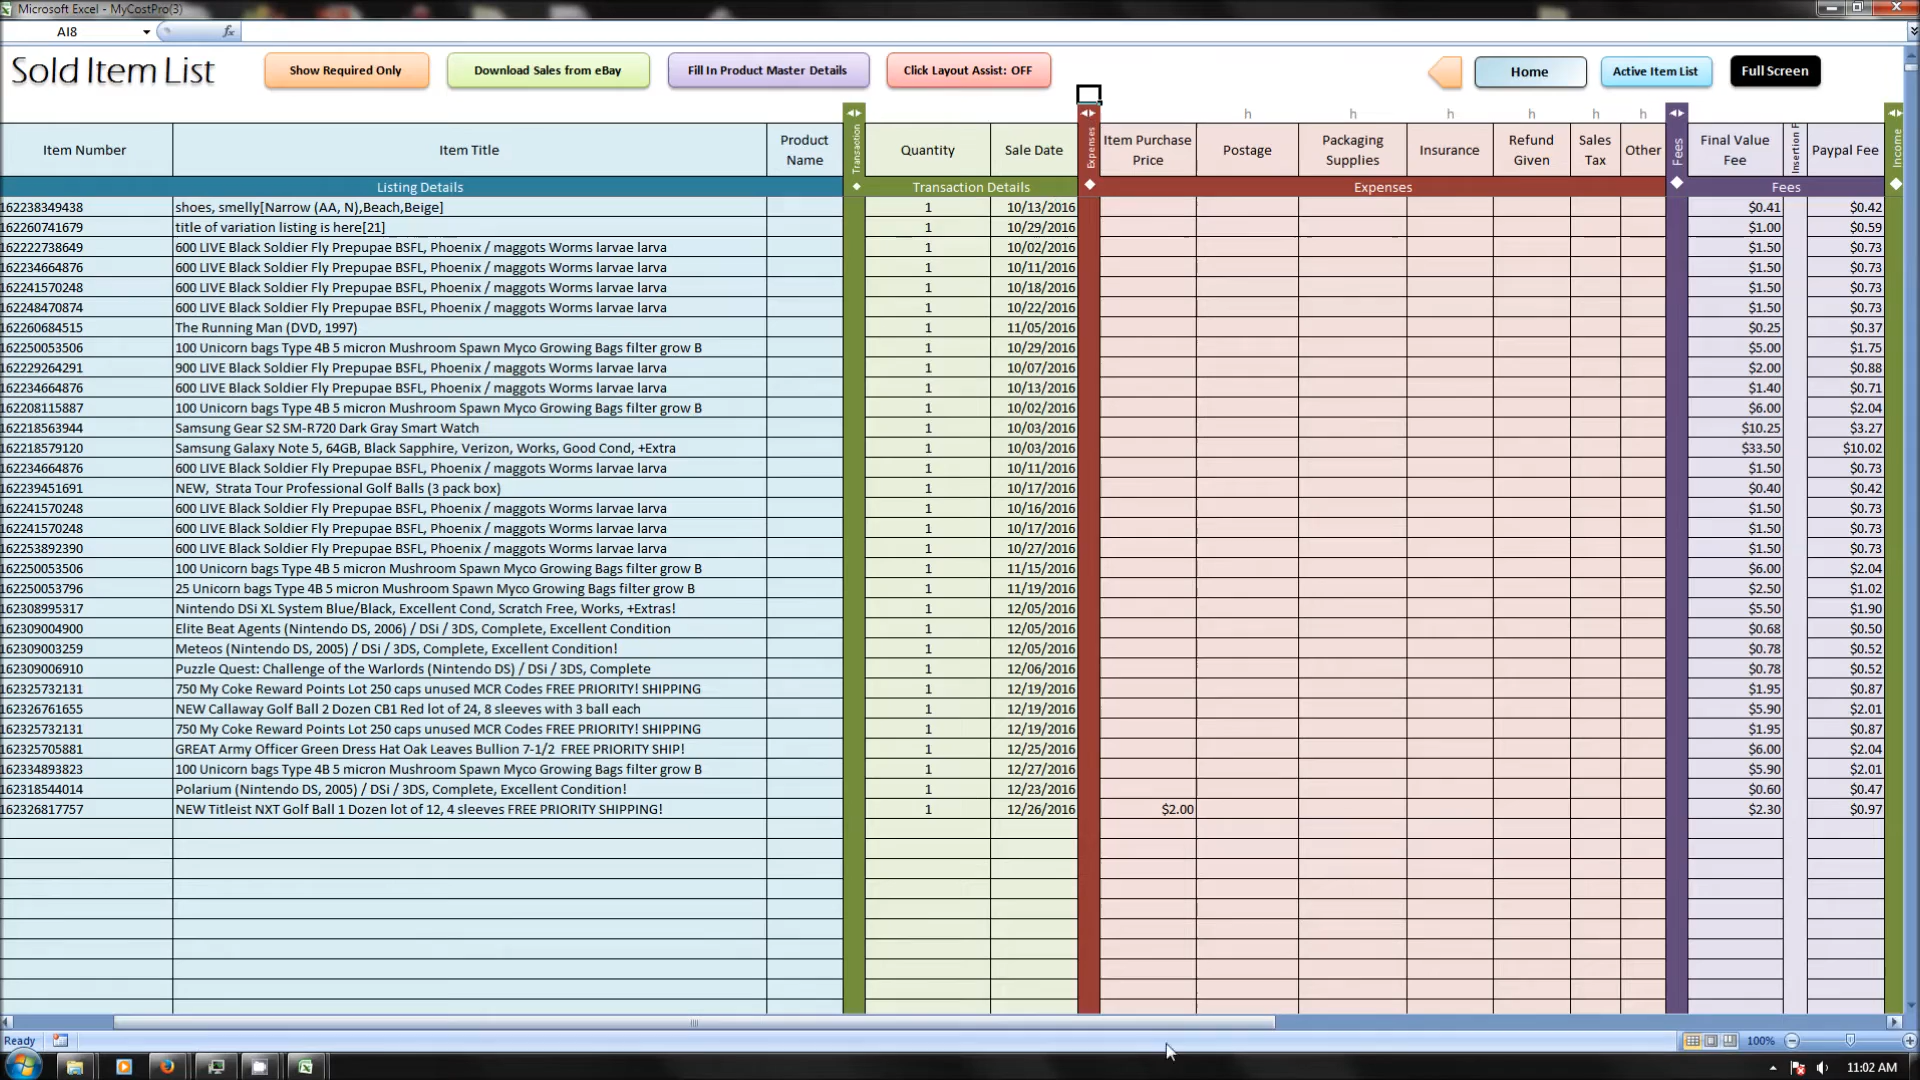 Microsoft Excel - MyCostPro(3)
AI8 fx
Sold Item List Show Required Only Download Sales from eBay Fill In Product Master Details Click Layout Assist: OFF Home Active Item List Full Screen
h h h h h h
Item Number Item Title Product Name Transaction Quantity Sale Date Expenses Item Purchase Price Postage Packaging Supplies Insurance Refund Given Sales Tax Other Fees Final Value Fee Insertion F Paypal Fee Income
Listing Details Transaction Details Expenses Fees
162238349438 shoes, smelly[Narrow (AA, N),Beach,Beige] 1 10/13/2016 $0.41 $0.42
162260741679 title of variation listing is here[21] 1 10/29/2016 $1.00 $0.59
162222738649 600 LIVE Black Soldier Fly Prepupae BSFL, Phoenix / maggots Worms larvae larva 1 10/02/2016 $1.50 $0.73
162234664876 600 LIVE Black Soldier Fly Prepupae BSFL, Phoenix / maggots Worms larvae larva 1 10/11/2016 $1.50 $0.73
162241570248 600 LIVE Black Soldier Fly Prepupae BSFL, Phoenix / maggots Worms larvae larva 1 10/18/2016 $1.50 $0.73
162248470874 600 LIVE Black Soldier Fly Prepupae BSFL, Phoenix / maggots Worms larvae larva 1 10/22/2016 $1.50 $0.73
162260684515 The Running Man (DVD, 1997) 1 11/05/2016 $0.25 $0.37
162250053506 100 Unicorn bags Type 4B 5 micron Mushroom Spawn Myco Growing Bags filter grow B 1 10/29/2016 $5.00 $1.75
162229264291 900 LIVE Black Soldier Fly Prepupae BSFL, Phoenix / maggots Worms larvae larva 1 10/07/2016 $2.00 $0.88
162234664876 600 LIVE Black Soldier Fly Prepupae BSFL, Phoenix / maggots Worms larvae larva 1 10/13/2016 $1.40 $0.71
162208115887 100 Unicorn bags Type 4B 5 micron Mushroom Spawn Myco Growing Bags filter grow B 1 10/02/2016 $6.00 $2.04
162218563944 Samsung Gear S2 SM-R720 Dark Gray Smart Watch 1 10/03/2016 $10.25 $3.27
162218579120 Samsung Galaxy Note 5, 64GB, Black Sapphire, Verizon, Works, Good Cond, +Extra 1 10/03/2016 $33.50 $10.02
162234664876 600 LIVE Black Soldier Fly Prepupae BSFL, Phoenix / maggots Worms larvae larva 1 10/11/2016 $1.50 $0.73
162239451691 NEW, Strata Tour Professional Golf Balls (3 pack box) 1 10/17/2016 $0.40 $0.42
162241570248 600 LIVE Black Soldier Fly Prepupae BSFL, Phoenix / maggots Worms larvae larva 1 10/16/2016 $1.50 $0.73
162241570248 600 LIVE Black Soldier Fly Prepupae BSFL, Phoenix / maggots Worms larvae larva 1 10/17/2016 $1.50 $0.73
162253892390 600 LIVE Black Soldier Fly Prepupae BSFL, Phoenix / maggots Worms larvae larva 1 10/27/2016 $1.50 $0.73
162250053506 100 Unicorn bags Type 4B 5 micron Mushroom Spawn Myco Growing Bags filter grow B 1 11/15/2016 $6.00 $2.04
162250053796 25 Unicorn bags Type 4B 5 micron Mushroom Spawn Myco Growing Bags filter grow B 1 11/19/2016 $2.50 $1.02
162308995317 Nintendo DSi XL System Blue/Black, Excellent Cond, Scratch Free, Works, +Extras! 1 12/05/2016 $5.50 $1.90
162309004900 Elite Beat Agents (Nintendo DS, 2006) / DSi / 3DS, Complete, Excellent Condition 1 12/05/2016 $0.68 $0.50
162309003259 Meteos (Nintendo DS, 2005) / DSi / 3DS, Complete, Excellent Condition! 1 12/05/2016 $0.78 $0.52
162309006910 Puzzle Quest: Challenge of the Warlords (Nintendo DS) / DSi / 3DS, Complete 1 12/06/2016 $0.78 $0.52
162325732131 750 My Coke Reward Points Lot 250 caps unused MCR Codes FREE PRIORITY! SHIPPING 1 12/19/2016 $1.95 $0.87
162326761655 NEW Callaway Golf Ball 2 Dozen CB1 Red lot of 24, 8 sleeves with 3 ball each 1 12/19/2016 $5.90 $2.01
162325732131 750 My Coke Reward Points Lot 250 caps unused MCR Codes FREE PRIORITY! SHIPPING 1 12/19/2016 $1.95 $0.87
162325705881 GREAT Army Officer Green Dress Hat Oak Leaves Bullion 7-1/2 FREE PRIORITY SHIP! 1 12/25/2016 $6.00 $2.04
162334893823 100 Unicorn bags Type 4B 5 micron Mushroom Spawn Myco Growing Bags filter grow B 1 12/27/2016 $5.90 $2.01
162318544014 Polarium (Nintendo DS, 2005) / DSi / 3DS, Complete, Excellent Condition! 1 12/23/2016 $0.60 $0.47
162326817757 NEW Titleist NXT Golf Ball 1 Dozen lot of 12, 4 sleeves FREE PRIORITY SHIPPING! 1 12/26/2016 $2.00 $2.30 $0.97
Ready 100%
11:02 AM